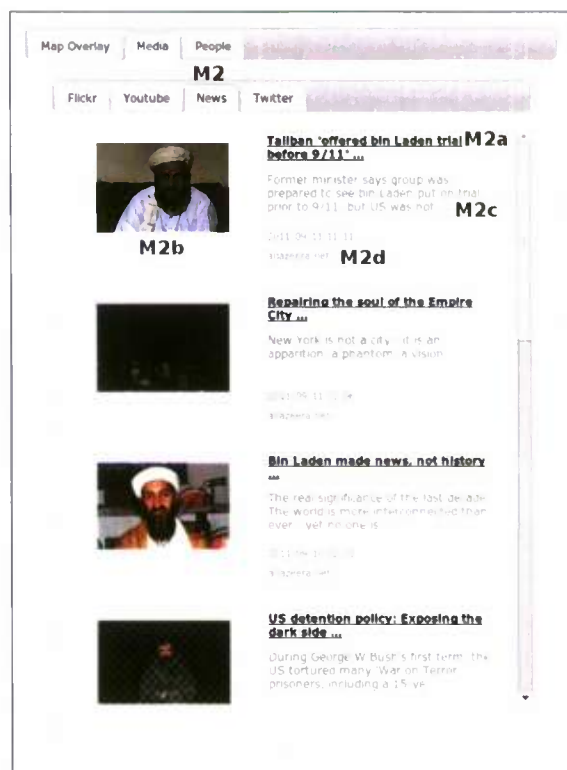 Map Overlay Media People
M2
Flickr Youtube News Twitter
Taliban 'offered bin Laden trial M2a
before 9/11' ...
Former minister says group was
prepared to see bin Laden put on trial
prior to 9/11, but US was not
M2c
M2b
2011-09-11 11:11
M2d
Repairing the soul of the Empire
City ...
New York is not a city - it is an
apparition, a phantom, a vision
Bin Laden made news, not history
...
The real significance of the last decade
The world is more interconnected than
ever - yet no one is
US detention policy: Exposing the
dark side ...
During George W Bush's first term, the
US tortured many 'War on Terror'
prisoners, including a 15-ye